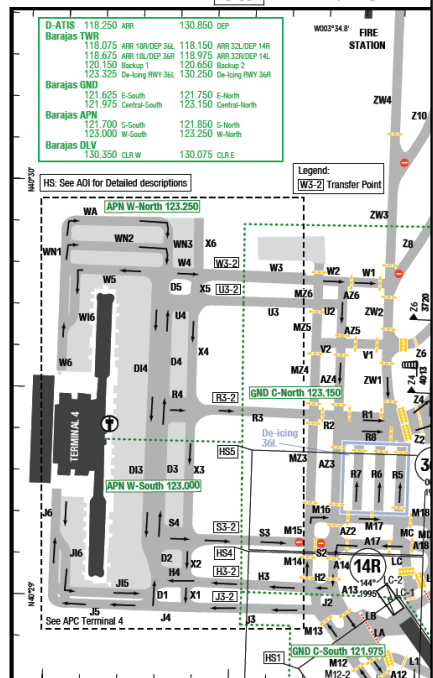 D-ATIS 118.250 ARR 130.850 DEP
Barajas TWR
118.075 ARR 18R/DEP 36L 118.150 ARR 32L/DEP 14R
118.675 ARR 18L/DEP 36R 118.975 ARR 32R/DEP 14L
120.150 Backup 1 120.650 Backup 2
123.325 De-Icing RWY 36L 130.250 De-Icing RWY 36R
Barajas GND
121.625 E-South 121.750 E-North
121.975 Central-South 123.150 Central-North
Barajas APN
121.700 S-South 121.850 S-North
123.000 W-South 123.250 W-North
Barajas DLV
130.350 CLR W 130.075 CLR E
W003°34.8'
FIRE
STATION
ZW4
Z10
N40°30'
HS: See AOI for Detailed descriptions
Legend:
W3-2 Transfer Point
APN W-North 123.250
WA
WN1
WN2
WN3
X6
ZW3
Z8
W4
W3-2
W3
W2
W1
W5
D5
X5
U3-2
MZ6
AZ6
U3
U2
ZW2
Z6
3720
WI6
U4
MZ5
AZ5
V2
V1
Z6
W6
X4
DI4
D4
MZ4
AZ4
ZW1
Z4
4013
R4
GND C-North 123.150
R3-2
R3
R1
R2
R8
Z4
Z2
De-icing
36L
TERMINAL 4
HS5
MZ3
AZ3
R7
R6
R5
DI3
D3
X3
APN W-South 123.000
J6
M16
M17
M18
S4
S3-2
S3
M15
AZ2
A17
MC
A18
JI6
HS4
S2
D2
X2
M14
A14
LC
H4
H3-2
H3
H2
14R
144°
1995
LC-2
LC-1
JI5
D1
X1
J3-2
A13
N40°29'
J5
J4
J3
J2
LB
LA
See APC Terminal 4
M13
GND C-South 121.975
HS1
M12
M12-2
L1
A12